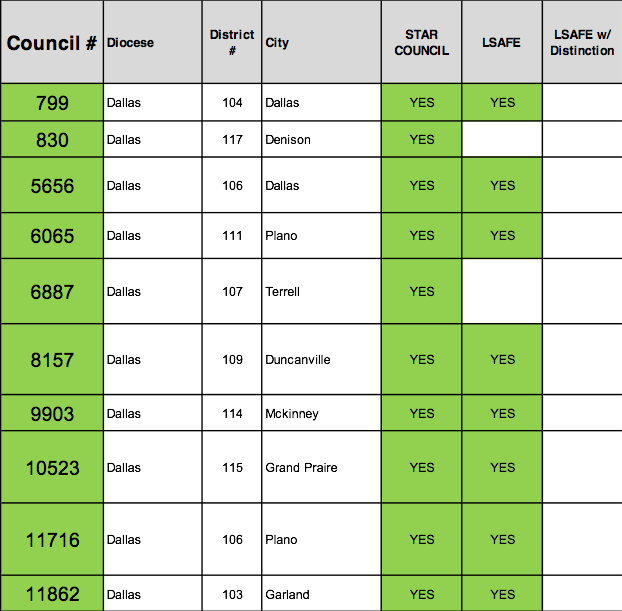 Council # Diocese District # City STAR COUNCIL LSAFE LSAFE w/ Distinction
799 Dallas 104 Dallas YES YES
830 Dallas 117 Denison YES
5656 Dallas 106 Dallas YES YES
6065 Dallas 111 Plano YES YES
6887 Dallas 107 Terrell YES
8157 Dallas 109 Duncanville YES YES
9903 Dallas 114 Mckinney YES YES
10523 Dallas 115 Grand Praire YES YES
11716 Dallas 106 Plano YES YES
11862 Dallas 103 Garland YES YES